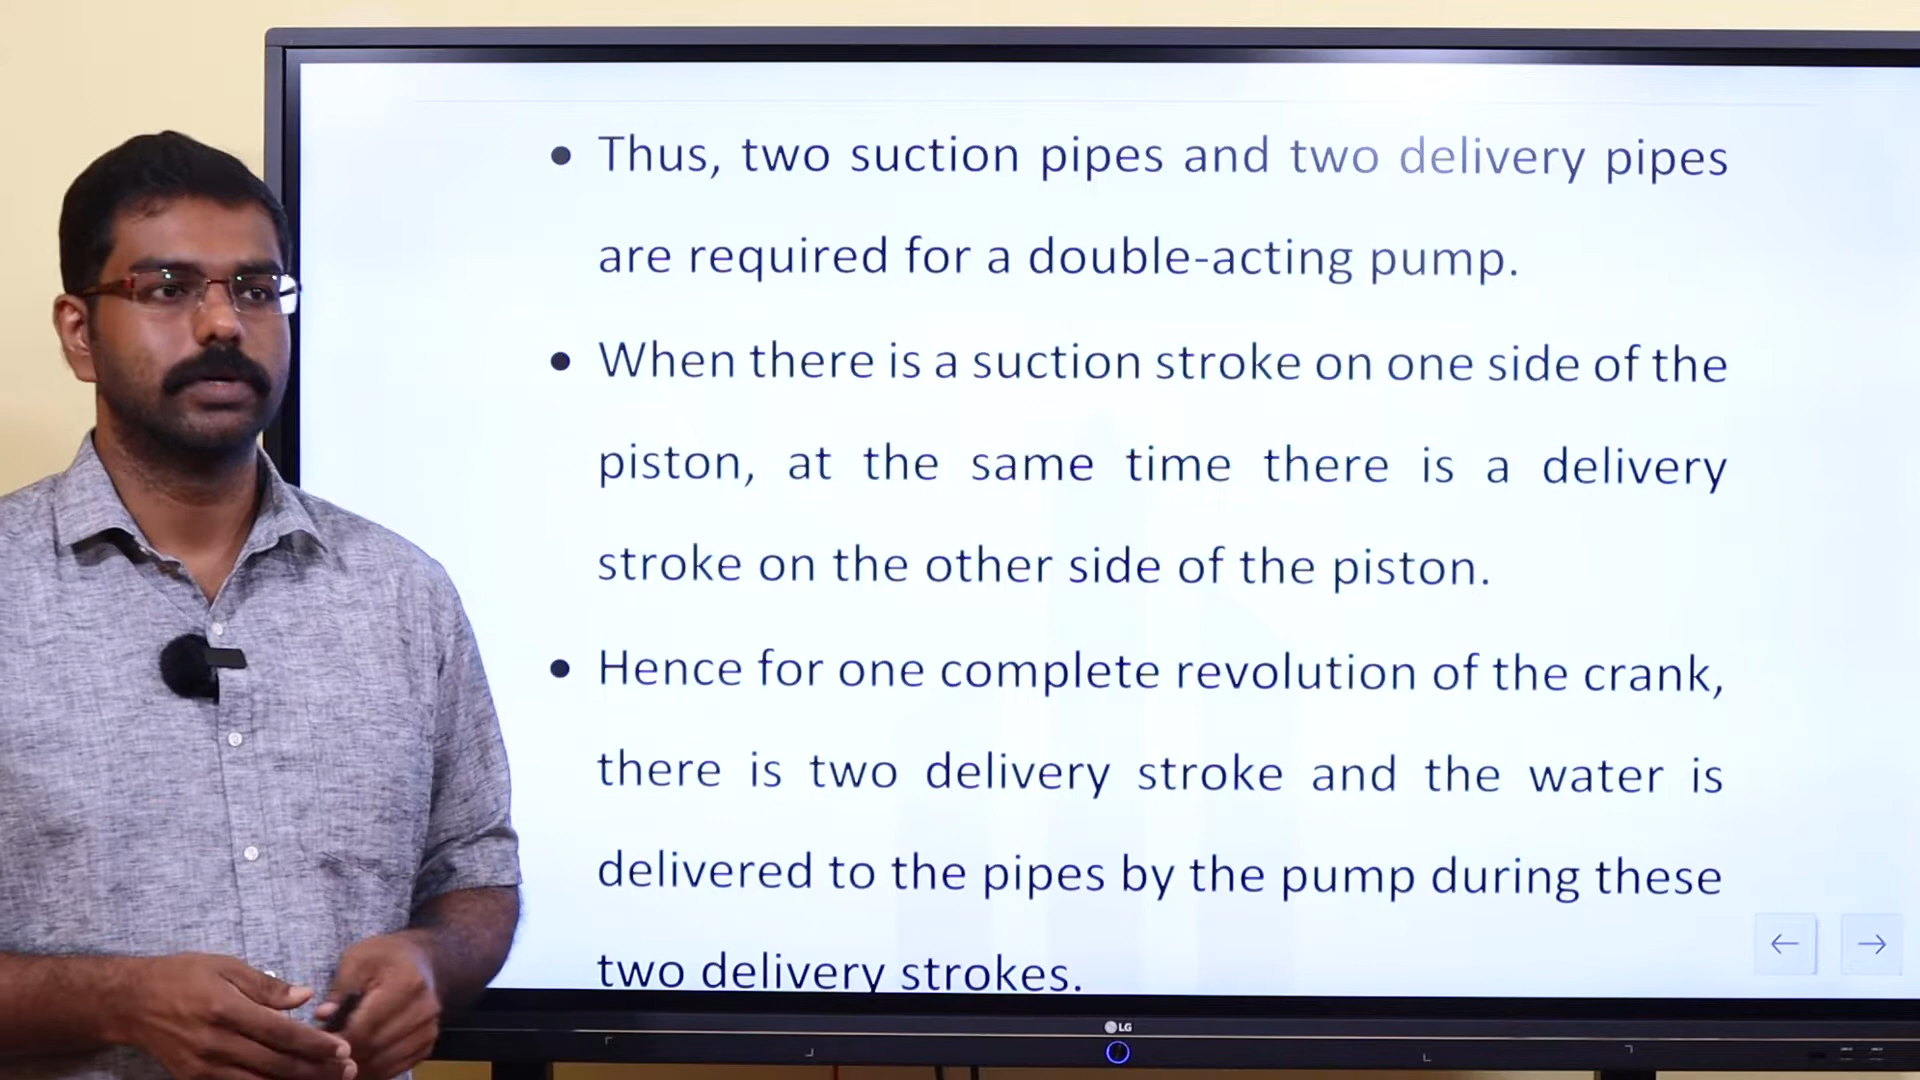 • Thus, two suction pipes and two delivery pipes
are required for a double-acting pump.
• When there is a suction stroke on one side of the
piston, at the same time there is a delivery
stroke on the other side of the piston.
• Hence for one complete revolution of the crank,
there is two delivery stroke and the water is
delivered to the pipes by the pump during these
two delivery strokes.
LG